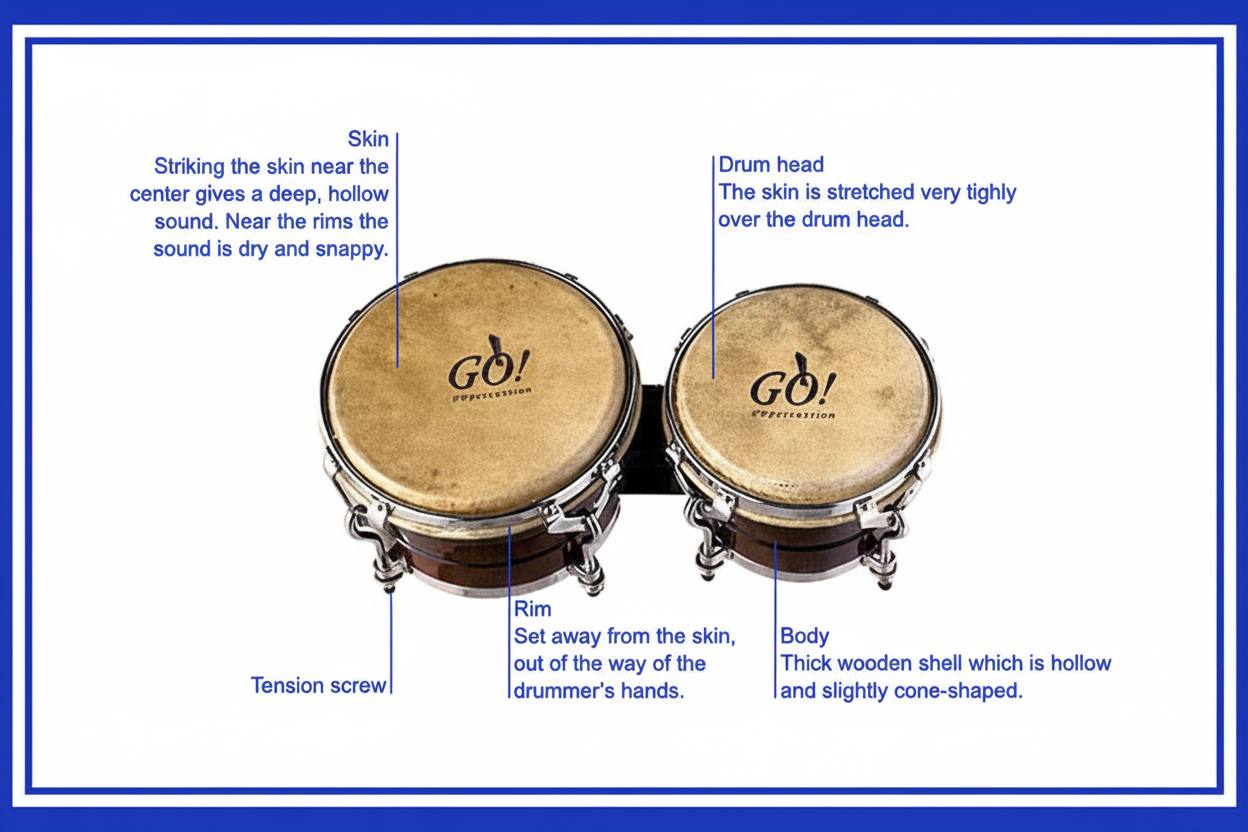 Skin
Striking the skin near the
center gives a deep, hollow
sound. Near the rims the
sound is dry and snappy.
Drum head
The skin is stretched very tighly
over the drum head.
GO!
GO!
Rim
Set away from the skin,
out of the way of the
drummer's hands.
Tension screw
Body
Thick wooden shell which is hollow
and slightly cone-shaped.